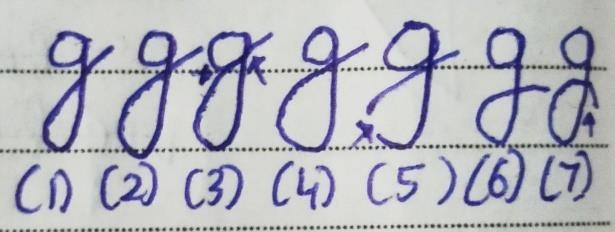 g g g g g g g
(1) (2) (3) (4) (5) (6) (7)